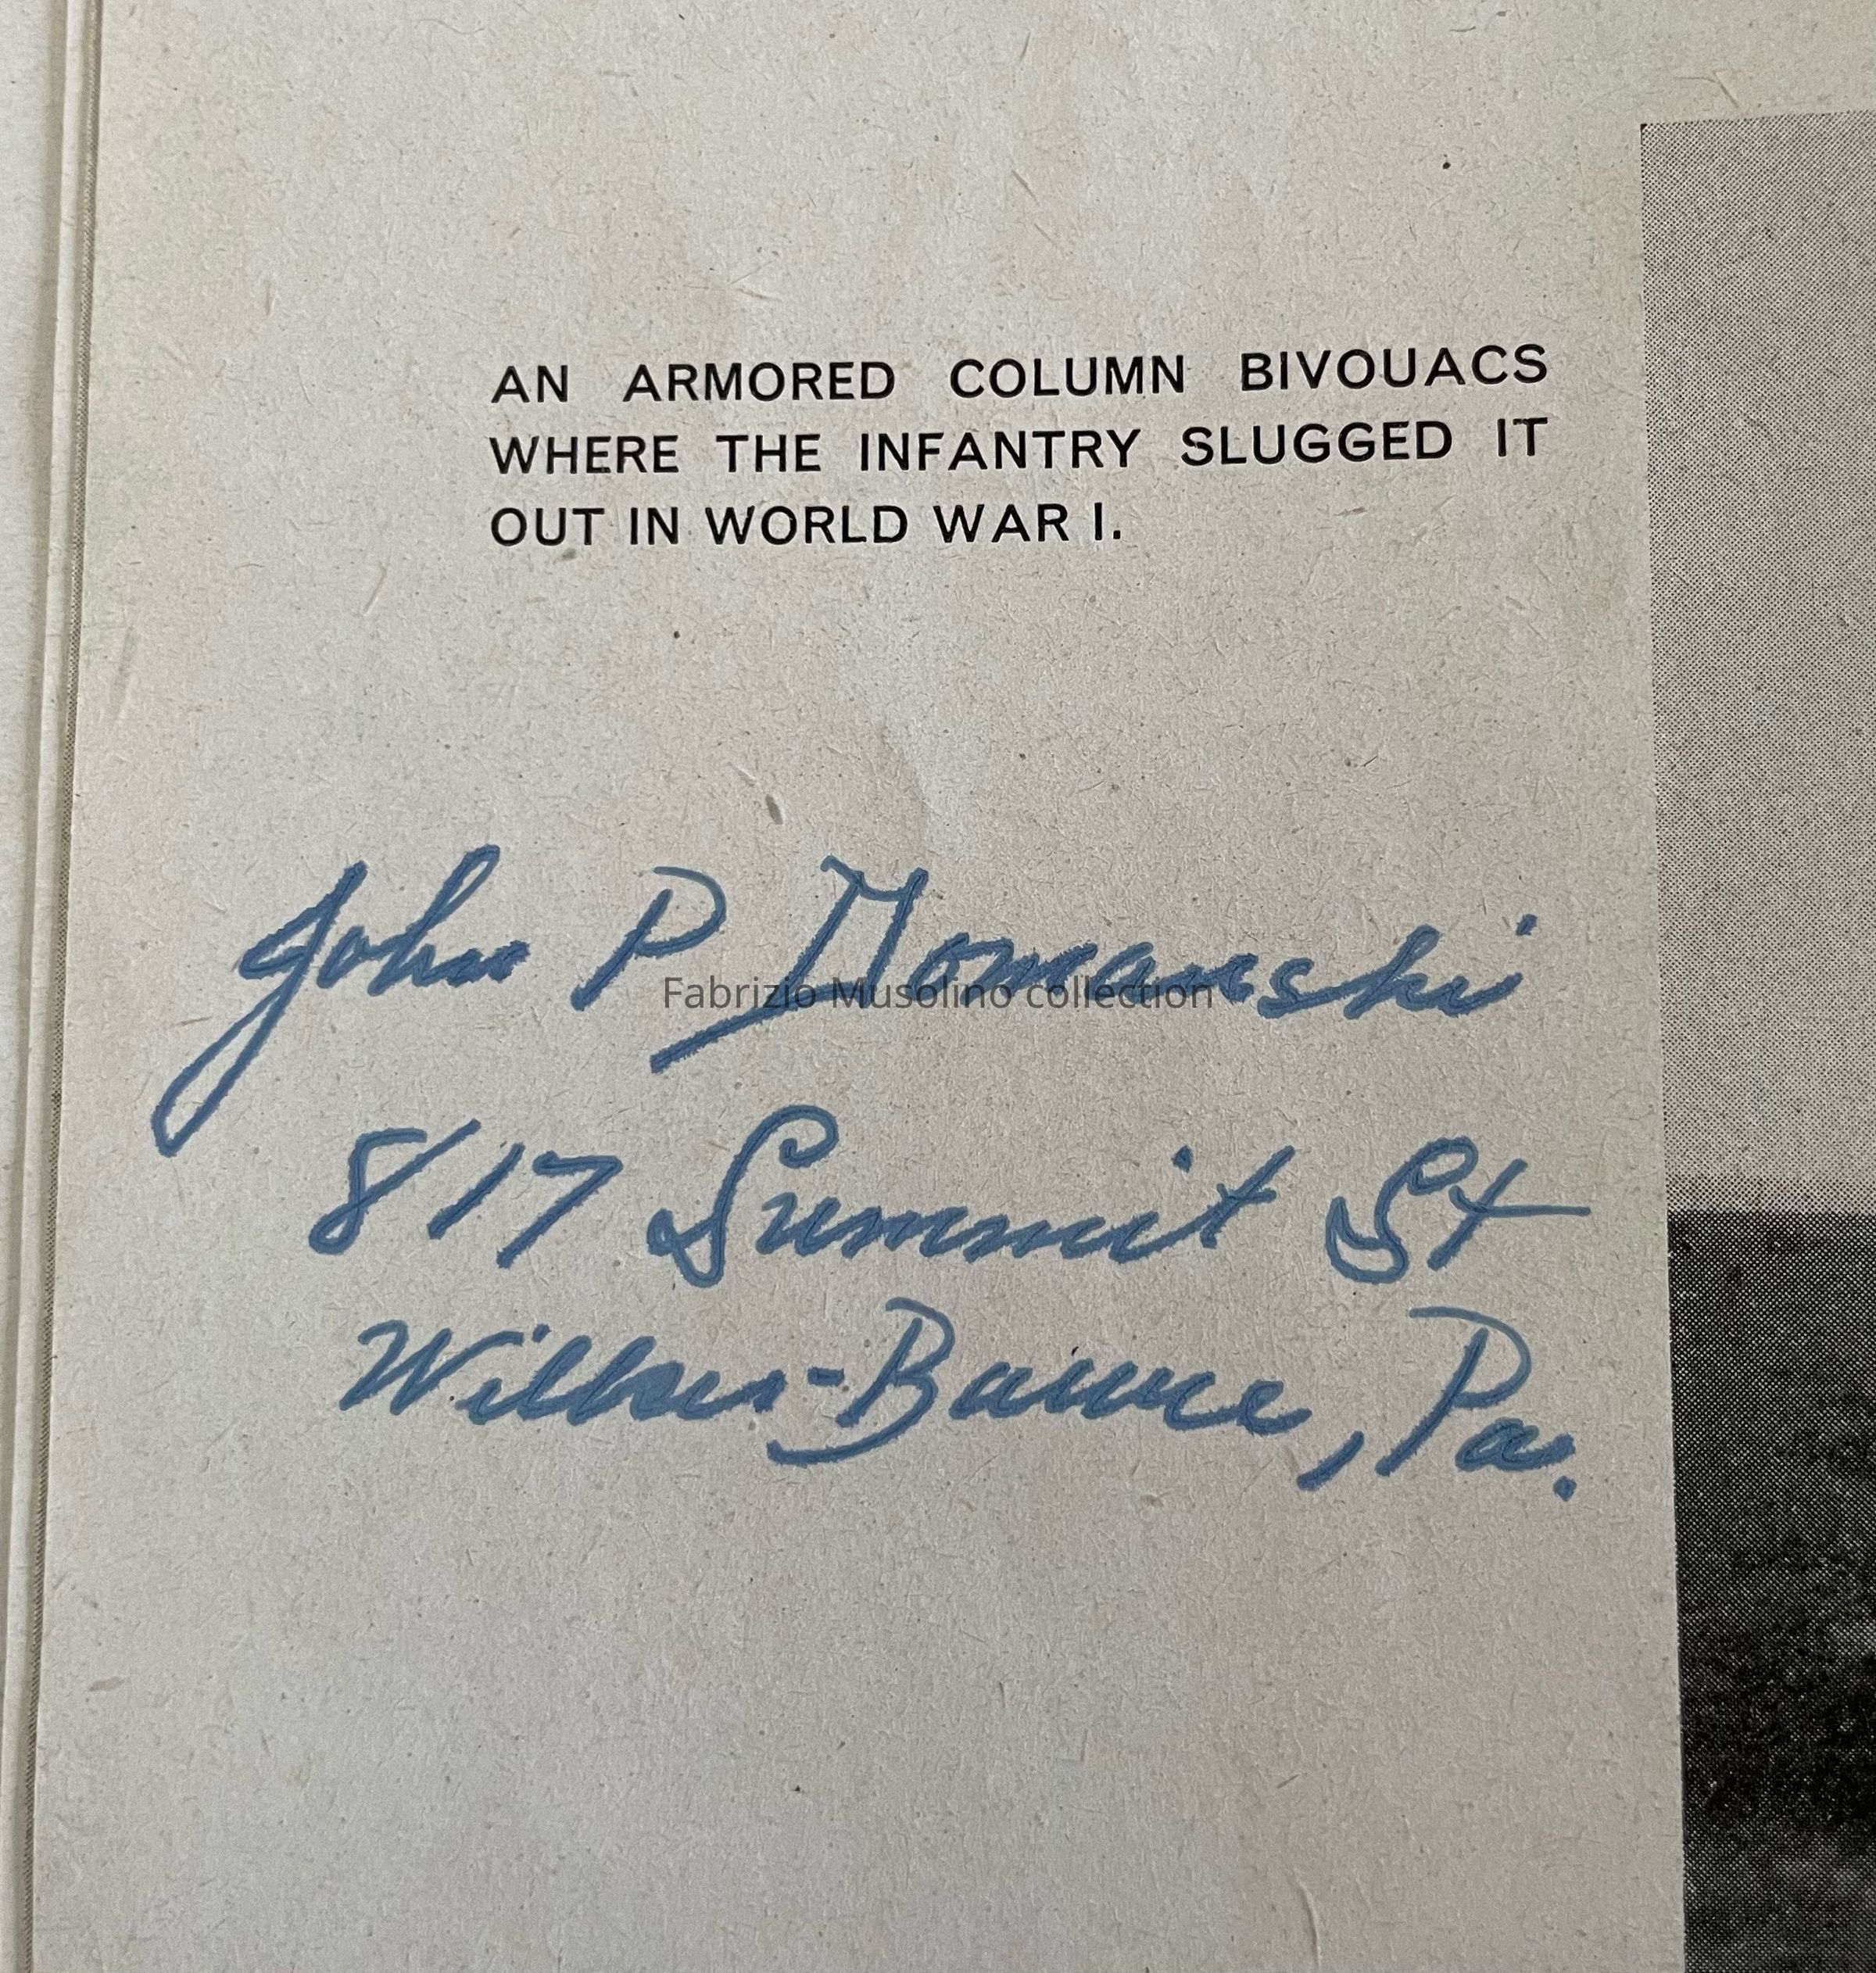 AN ARMORED COLUMN BIVOUACS
WHERE THE INFANTRY SLUGGED IT
OUT IN WORLD WAR I.
John P Domanski
Fabrizio Musolino collection
817 Summit St
Wilkes-Barre, Pa.